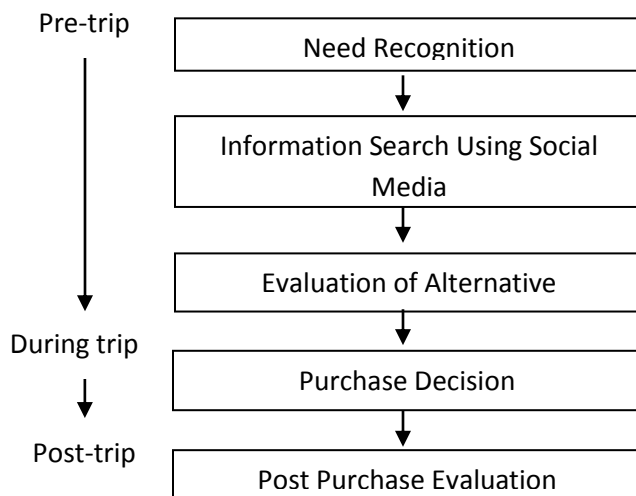 Pre-trip
Need Recognition
Information Search Using Social
Media
Evaluation of Alternative
During trip
Purchase Decision
Post-trip
Post Purchase Evaluation